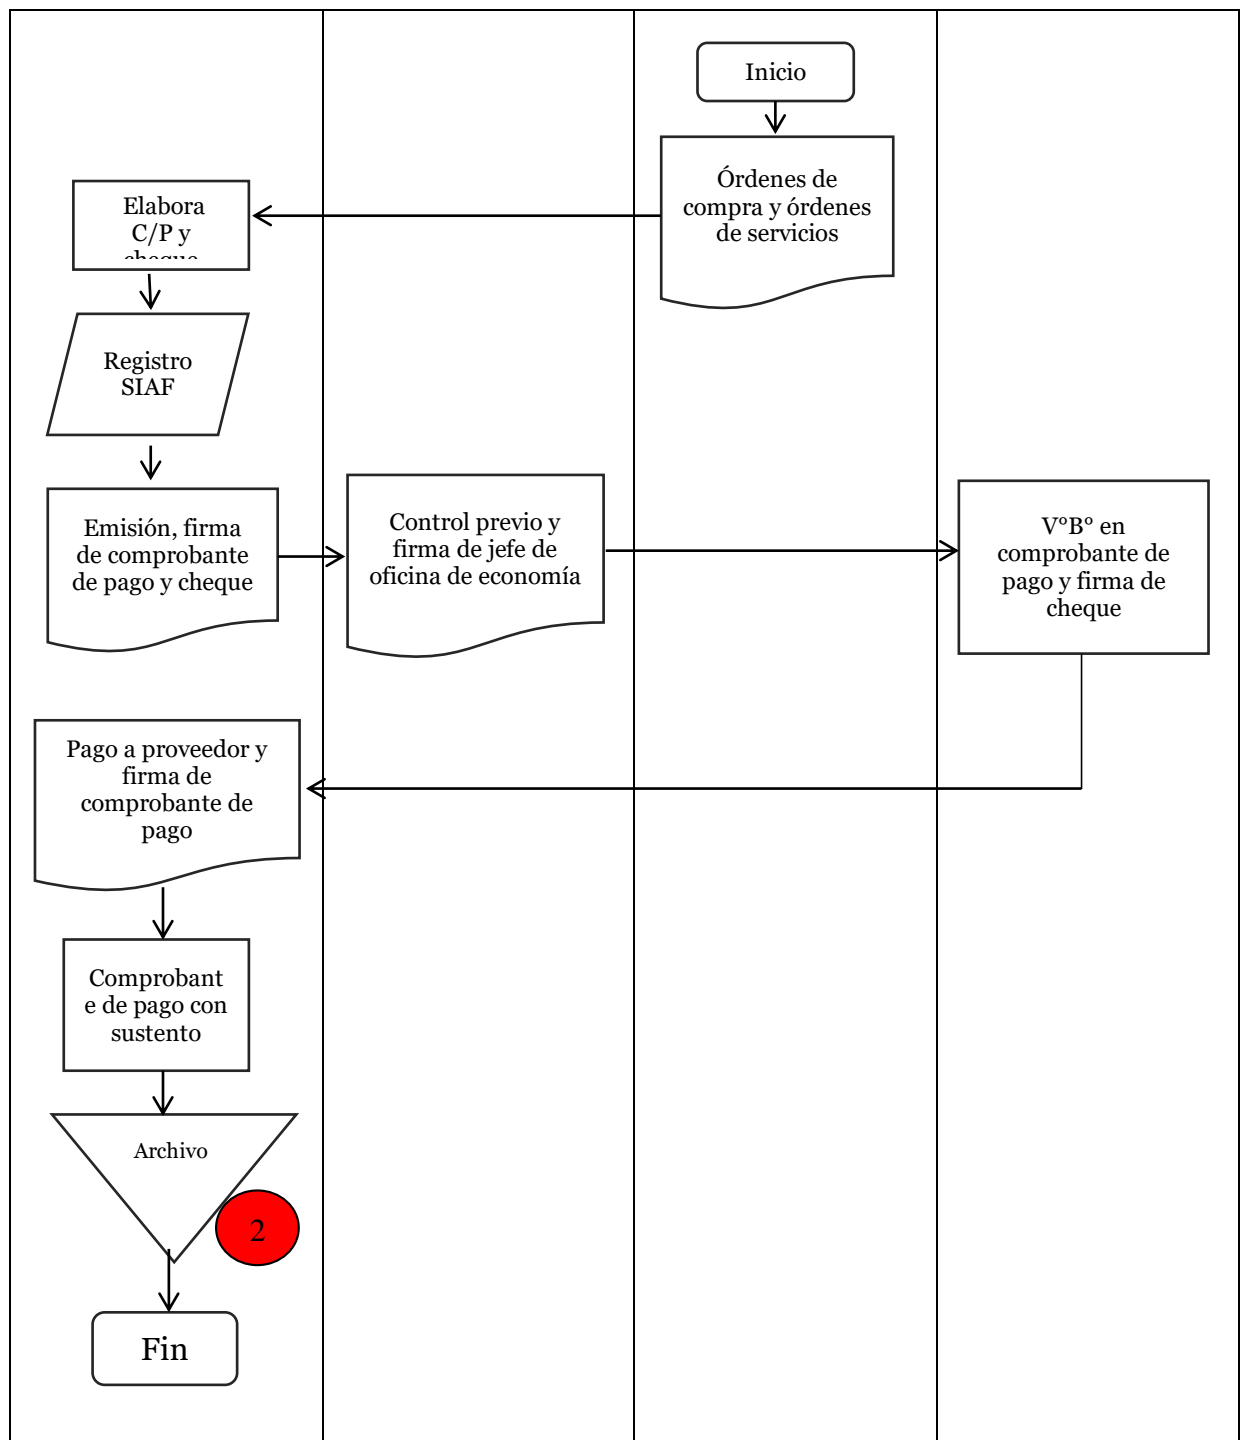 Inicio
Órdenes de
compra y órdenes
de servicios
Elabora
C/P y
cheque
Registro
SIAF
Emisión, firma
de comprobante
de pago y cheque
Control previo y
firma de jefe de
oficina de economía
V°B° en
comprobante de
pago y firma de
cheque
Pago a proveedor y
firma de
comprobante de
pago
Comprobant
e de pago con
sustento
Archivo
2
Fin